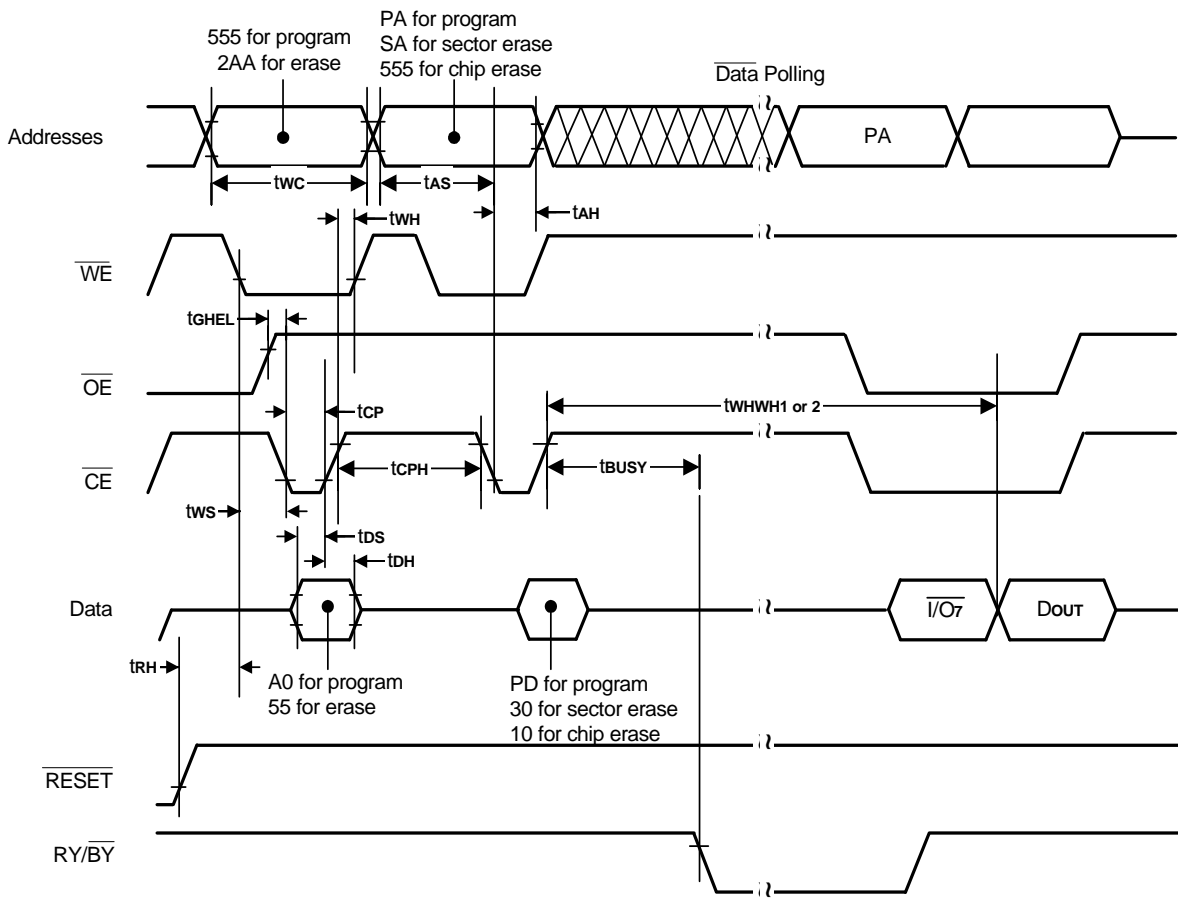 555 for program
2AA for erase
PA for program
SA for sector erase
555 for chip erase
Data Polling
Addresses
PA
tWC
tAS
tWH
tAH
WE
tGHEL
OE
tCP
tWHWH1 or 2
CE
tCPH
tBUSY
tWS
tDS
tDH
Data
I/O7
DOUT
tRH
A0 for program
55 for erase
PD for program
30 for sector erase
10 for chip erase
RESET
RY/BY